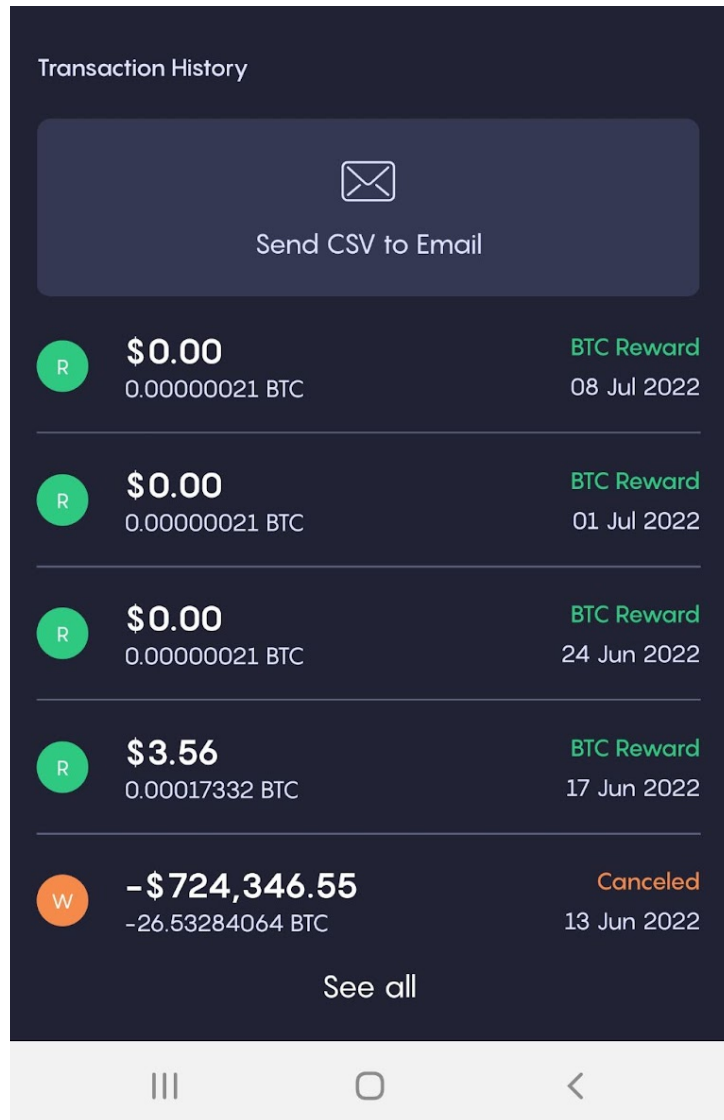 Transaction History
Send CSV to Email
R
$0.00
BTC Reward
0.00000021 BTC
08 Jul 2022
R
$0.00
BTC Reward
0.00000021 BTC
01 Jul 2022
R
$0.00
BTC Reward
0.00000021 BTC
24 Jun 2022
R
$3.56
BTC Reward
0.00017332 BTC
17 Jun 2022
W
-$724,346.55
Canceled
-26.53284064 BTC
13 Jun 2022
See all